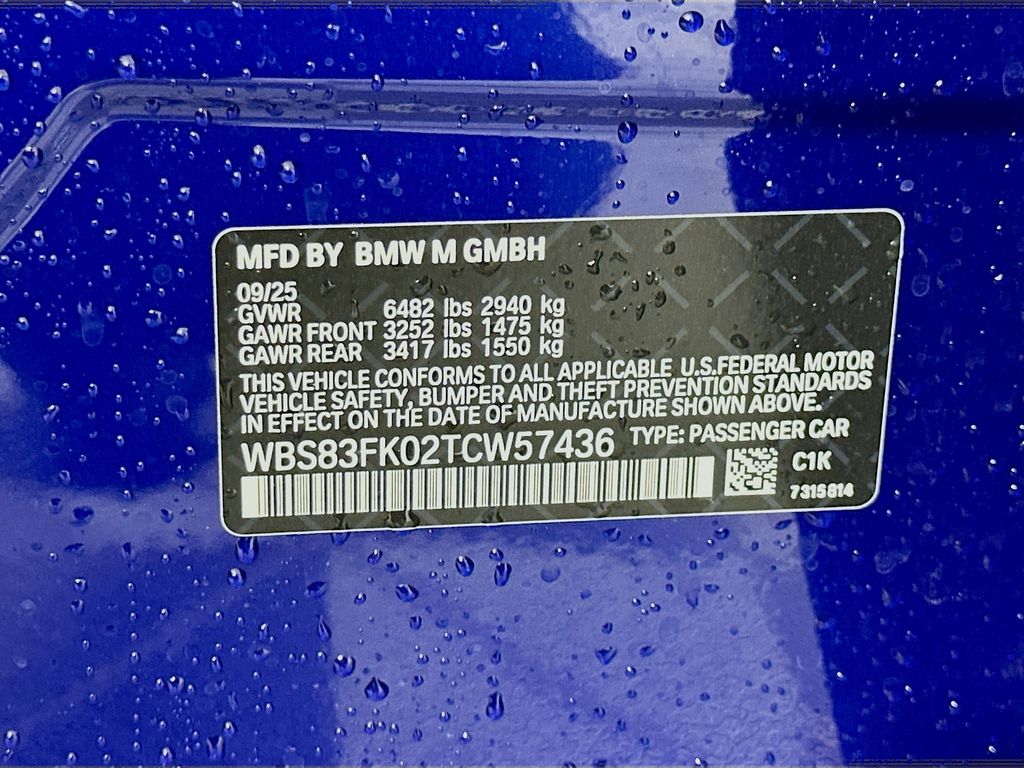 MFD BY BMW M GMBH
09/25
GVWR 6482 lbs 2940 kg
GAWR FRONT 3252 lbs 1475 kg
GAWR REAR 3417 lbs 1550 kg
THIS VEHICLE CONFORMS TO ALL APPLICABLE U.S.FEDERAL MOTOR
VEHICLE SAFETY, BUMPER AND THEFT PREVENTION STANDARDS
IN EFFECT ON THE DATE OF MANUFACTURE SHOWN ABOVE.
WBS83FK02TCW57436 TYPE: PASSENGER CAR
C1K
7315814